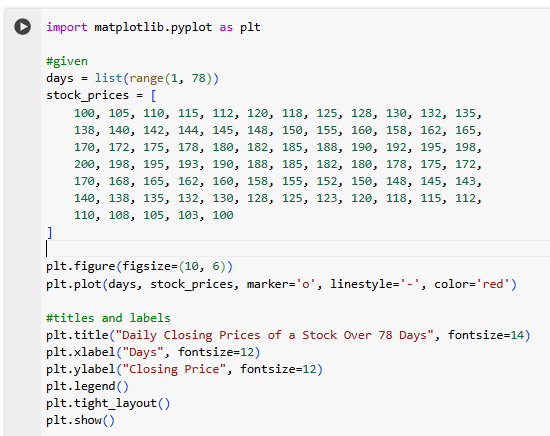 import matplotlib.pyplot as plt
#given
days = list(range(1, 78))
stock_prices = [
100, 105, 110, 115, 112, 120, 118, 125, 128, 130, 132, 135,
138, 140, 142, 144, 145, 148, 150, 155, 160, 158, 162, 165,
170, 172, 175, 178, 180, 182, 185, 188, 190, 192, 195, 198,
200, 198, 195, 193, 190, 188, 185, 182, 180, 178, 175, 172,
170, 168, 165, 162, 160, 158, 155, 152, 150, 148, 145, 143,
140, 138, 135, 132, 130, 128, 125, 123, 120, 118, 115, 112,
110, 108, 105, 103, 100
]
plt.figure(figsize=(10, 6))
plt.plot(days, stock_prices, marker='o', linestyle='-', color='red')
#titles and labels
plt.title("Daily Closing Prices of a Stock Over 78 Days", fontsize=14)
plt.xlabel("Days", fontsize=12)
plt.ylabel("Closing Price", fontsize=12)
plt.legend()
plt.tight_layout()
plt.show()